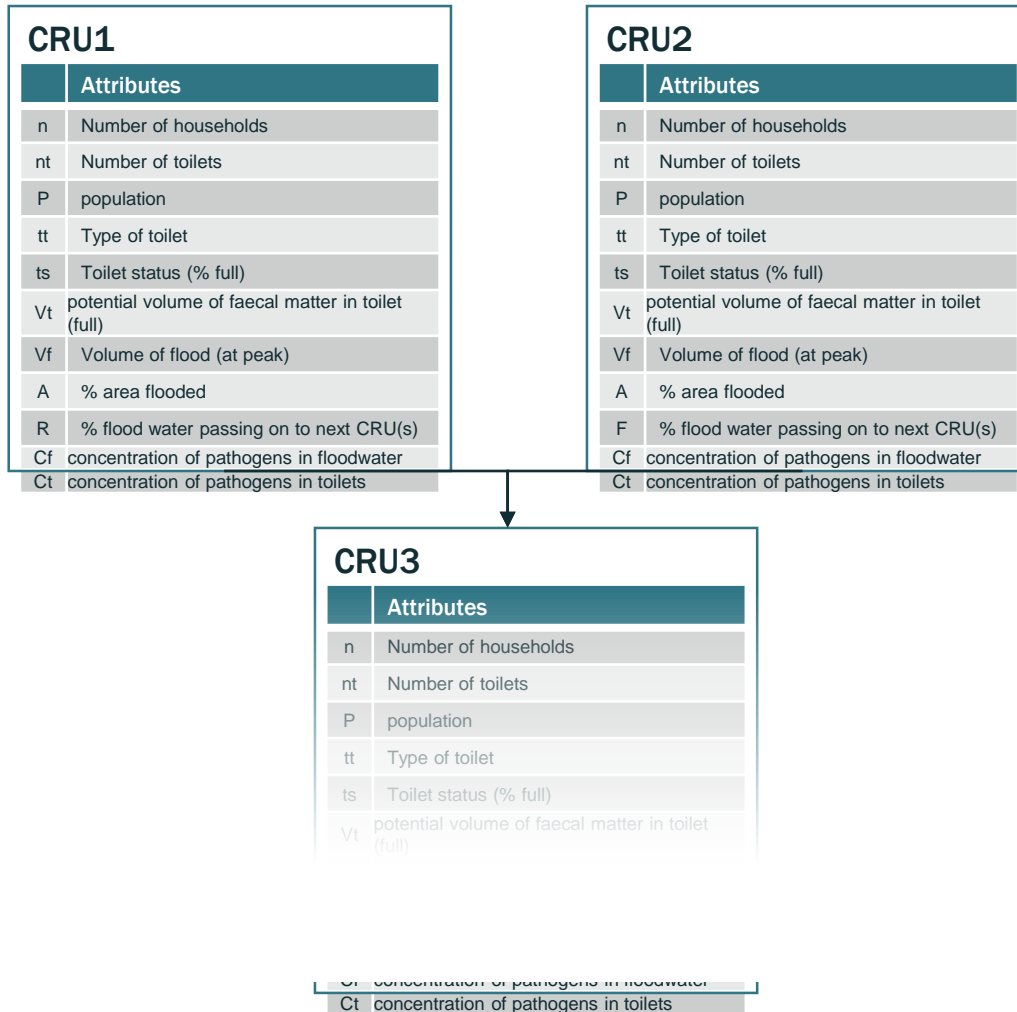 CRU1
Attributes
n Number of households
nt Number of toilets
P population
tt Type of toilet
ts Toilet status (% full)
Vt potential volume of faecal matter in toilet
(full)
Vf Volume of flood (at peak)
A % area flooded
R % flood water passing on to next CRU(s)
Cf concentration of pathogens in floodwater
Ct concentration of pathogens in toilets
CRU2
Attributes
n Number of households
nt Number of toilets
P population
tt Type of toilet
ts Toilet status (% full)
Vt potential volume of faecal matter in toilet
(full)
Vf Volume of flood (at peak)
A % area flooded
F % flood water passing on to next CRU(s)
Cf concentration of pathogens in floodwater
Ct concentration of pathogens in toilets
CRU3
Attributes
n Number of households
nt Number of toilets
P population
tt Type of toilet
ts Toilet status (% full)
Vt potential volume of faecal matter in toilet
(full)
Cf concentration of pathogens in floodwater
Ct concentration of pathogens in toilets